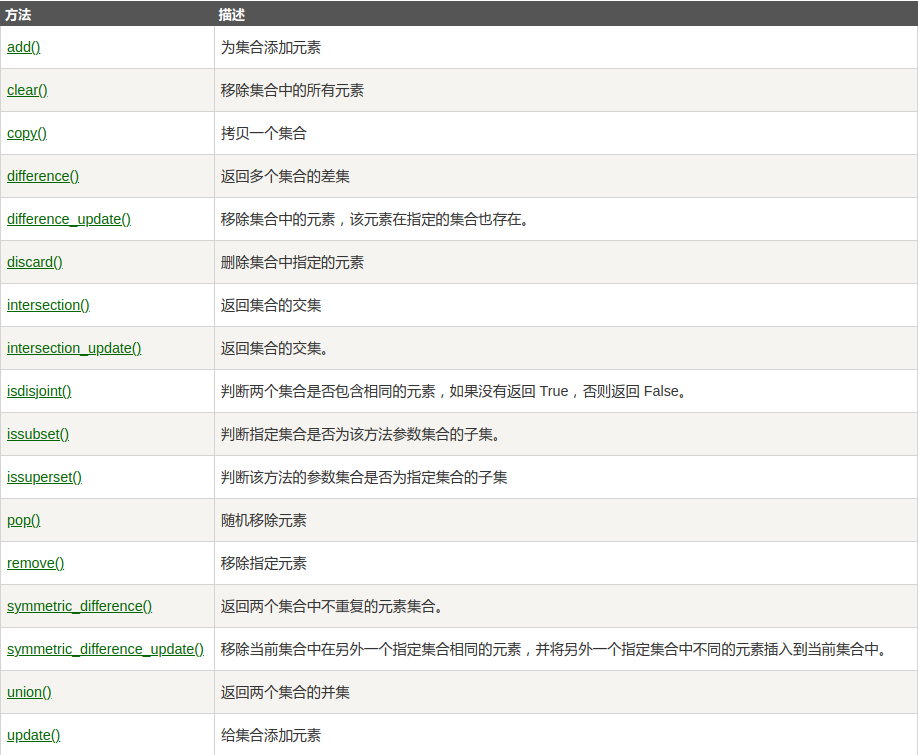 方法 描述
add() 为集合添加元素
clear() 移除集合中的所有元素
copy() 拷贝一个集合
difference() 返回多个集合的差集
difference_update() 移除集合中的元素，该元素在指定的集合也存在。
discard() 删除集合中指定的元素
intersection() 返回集合的交集
intersection_update() 返回集合的交集。
isdisjoint() 判断两个集合是否包含相同的元素，如果没有返回 True，否则返回 False。
issubset() 判断指定集合是否为该方法参数集合的子集。
issuperset() 判断该方法的参数集合是否为指定集合的子集
pop() 随机移除元素
remove() 移除指定元素
symmetric_difference() 返回两个集合中不重复的元素集合。
symmetric_difference_update() 移除当前集合中在另外一个指定集合相同的元素，并将另外一个指定集合中不同的元素插入到当前集合中。
union() 返回两个集合的并集
update() 给集合添加元素